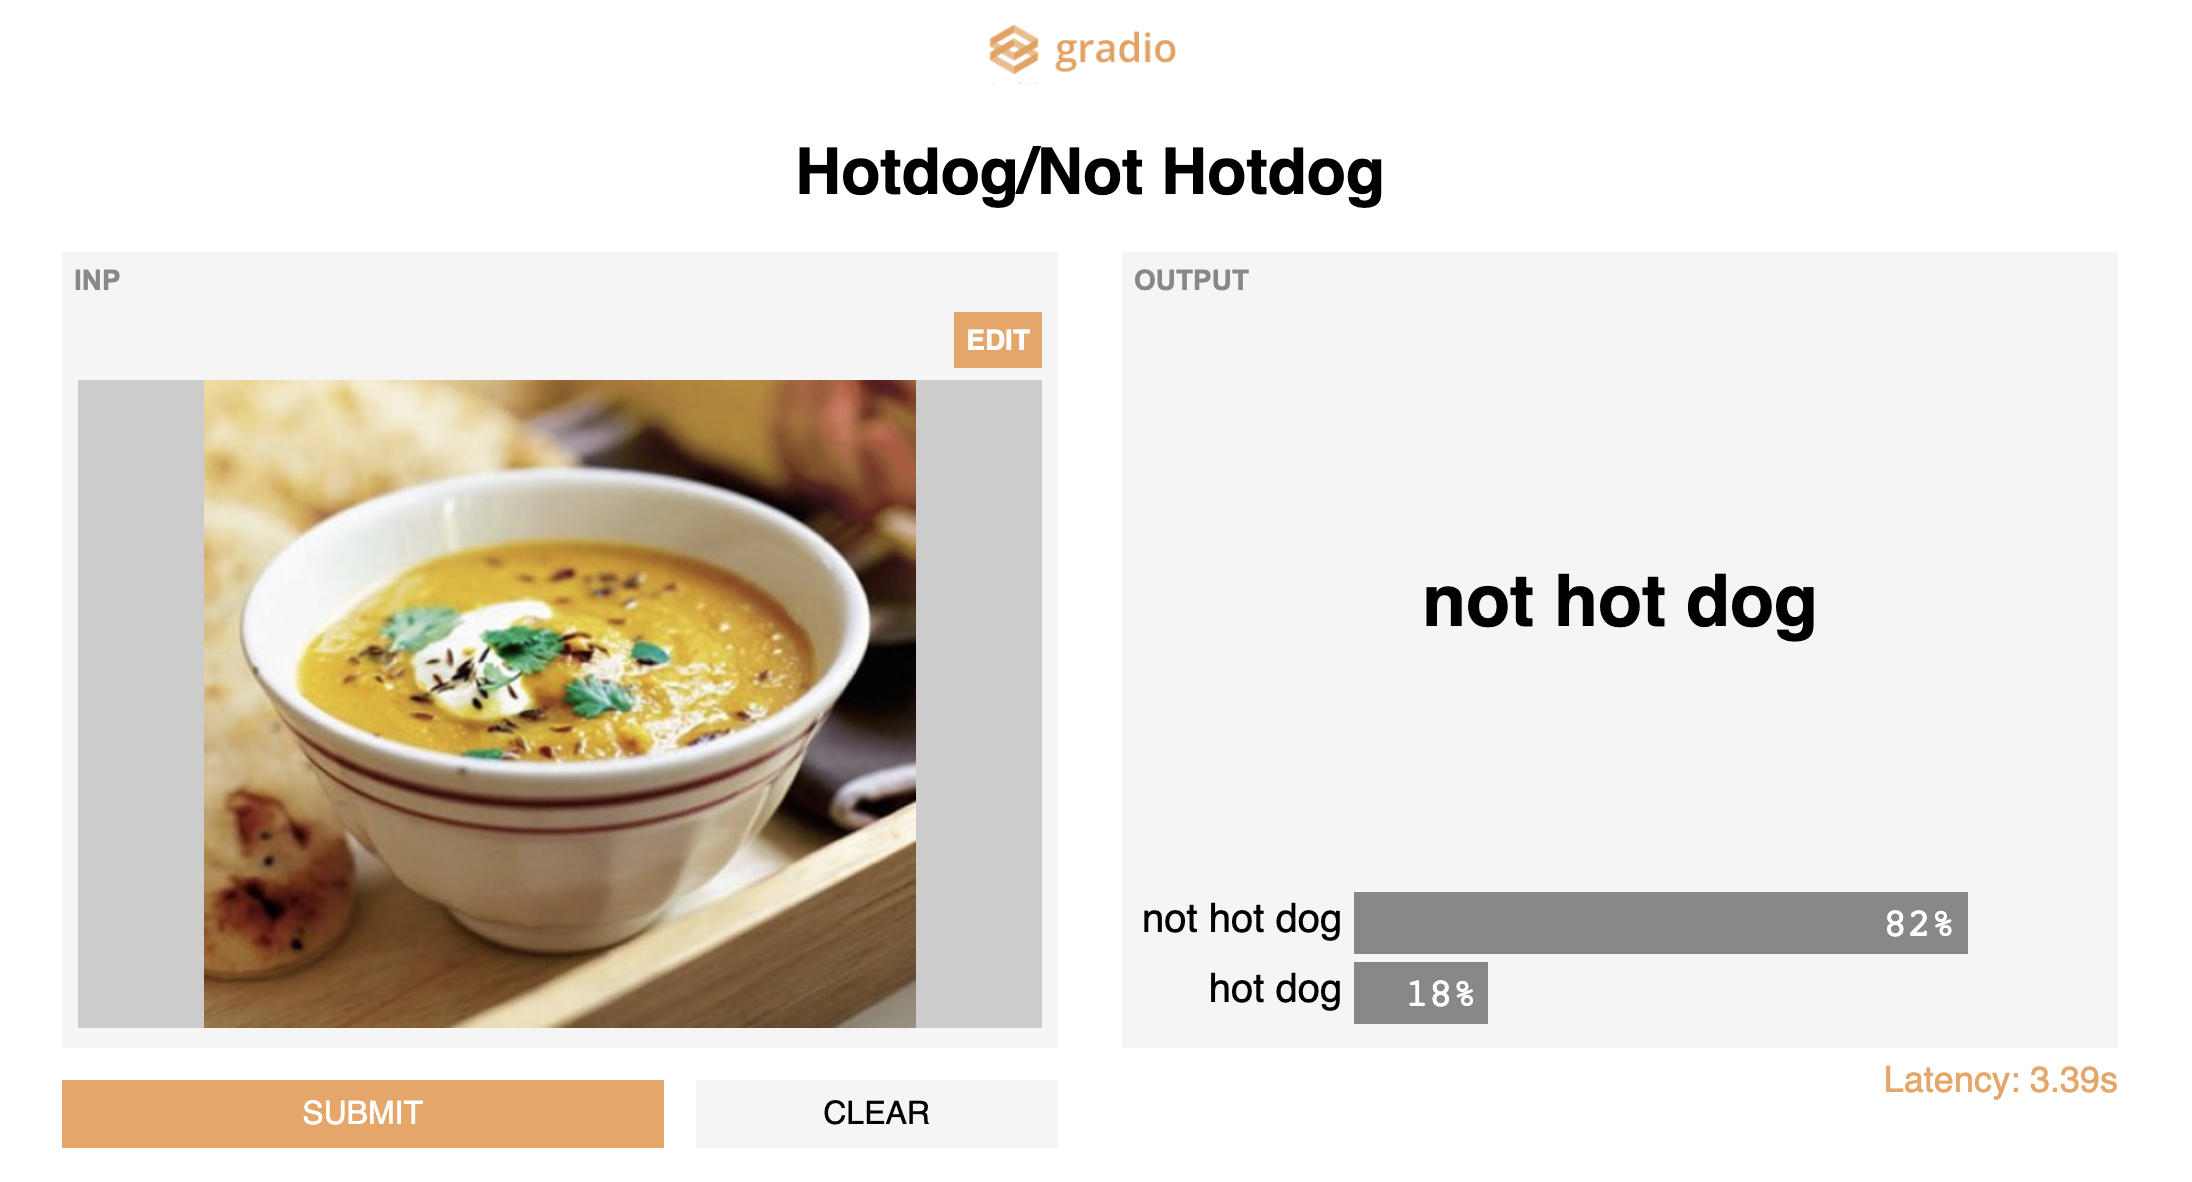 gradio
Hotdog/Not Hotdog
INP
EDIT
OUTPUT
not hot dog
not hot dog 82%
hot dog 18%
Latency: 3.39s
SUBMIT
CLEAR